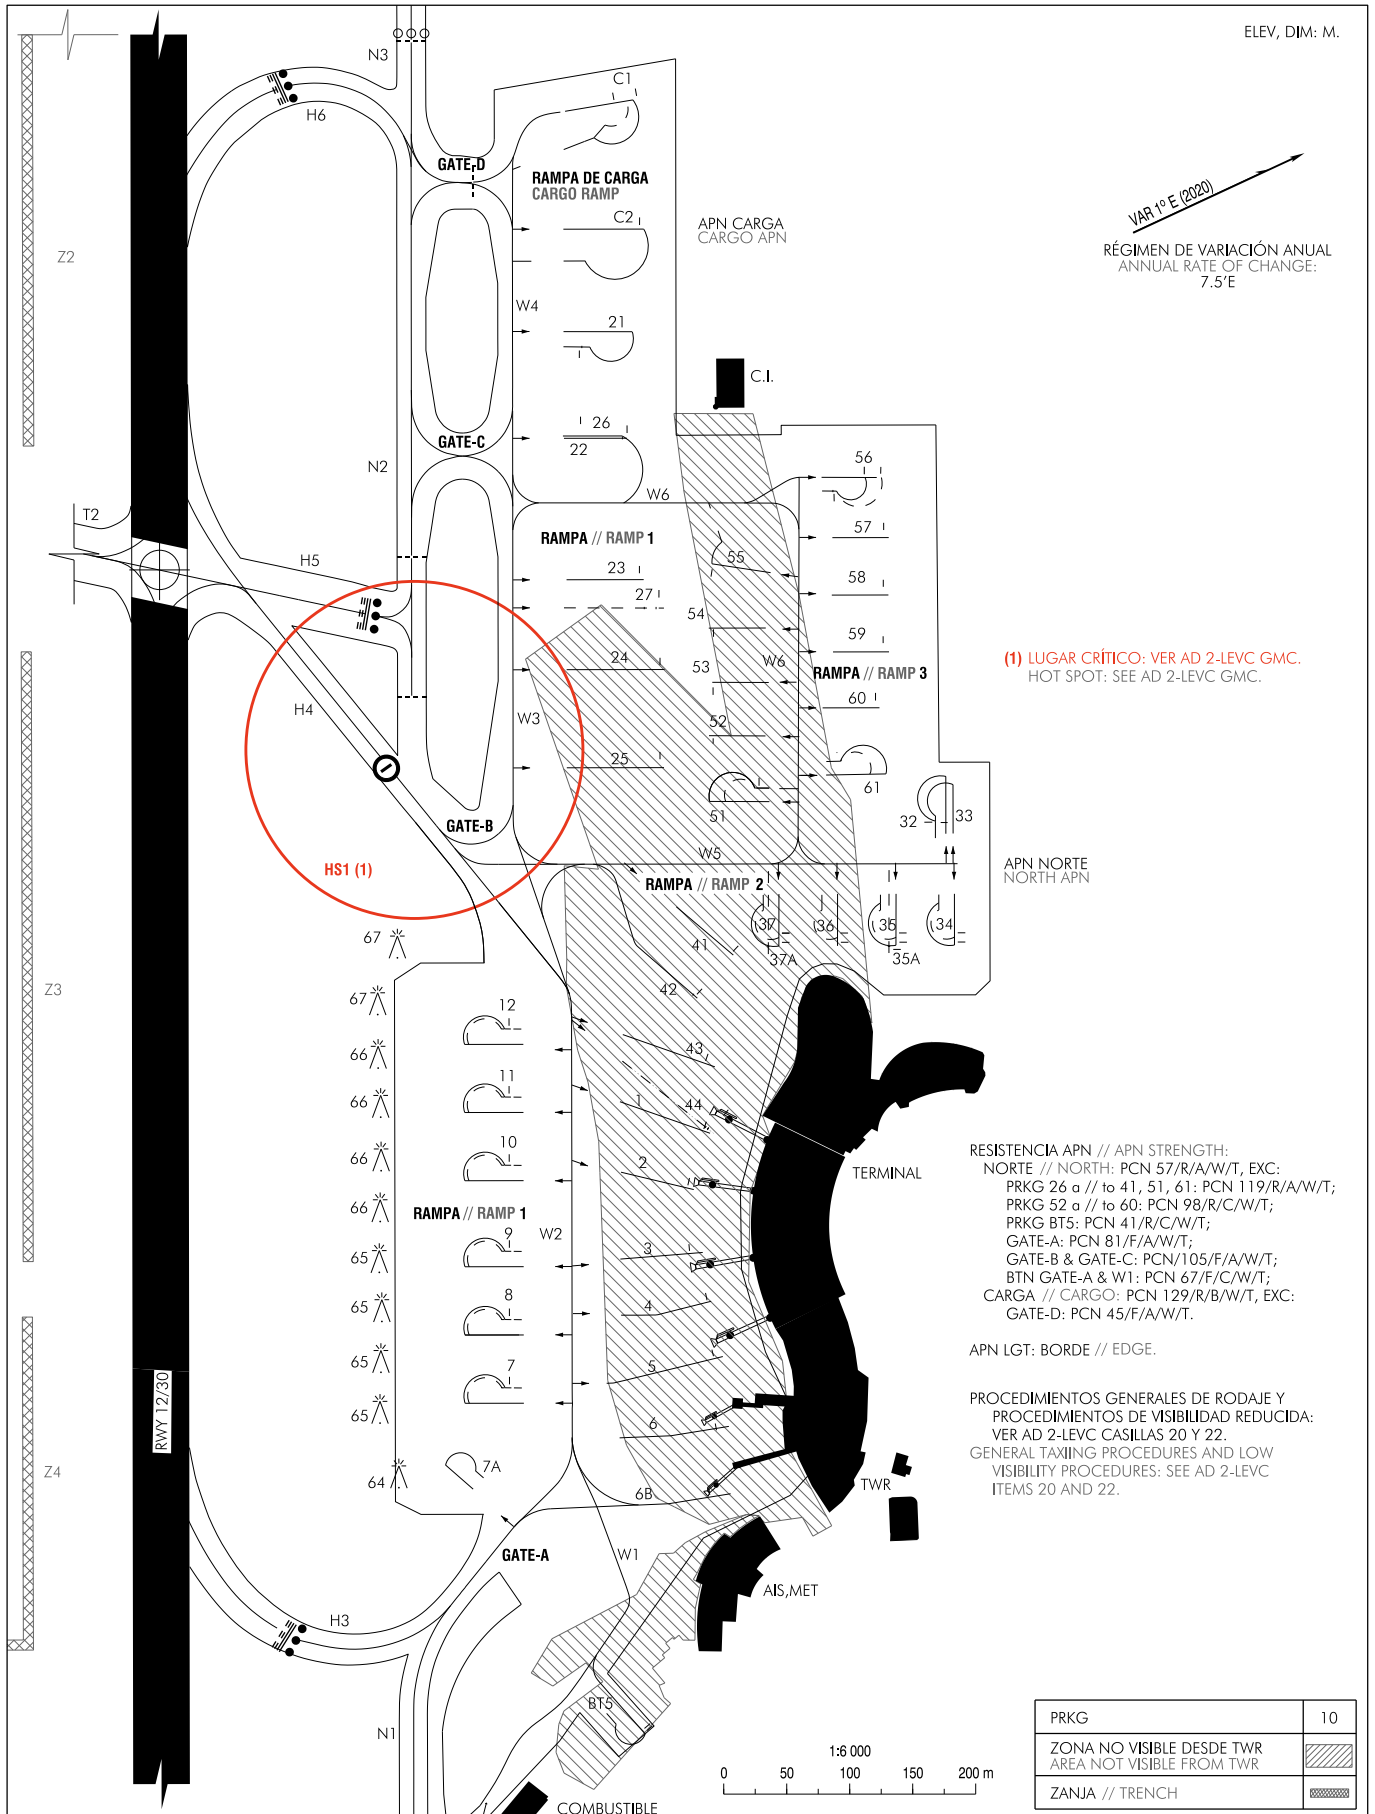 ELEV, DIM: M.
N3
C1
H6
GATE-D
RAMPA DE CARGA
CARGO RAMP
C2
APN CARGA
CARGO APN
VAR 1º E (2020)
RÉGIMEN DE VARIACIÓN ANUAL
ANNUAL RATE OF CHANGE:
7.5'E
Z2
W4
21
C.I.
26
GATE-C
22
N2
56
W6
T2
57
RAMPA // RAMP 1
H5
55
23
58
27
54
59
24
53
W6
RAMPA // RAMP 3
(1) LUGAR CRÍTICO: VER AD 2-LEVC GMC.
HOT SPOT: SEE AD 2-LEVC GMC.
H4
W3
60
52
25
61
51
32
33
GATE-B
W5
HS1 (1)
RAMPA // RAMP 2
APN NORTE
NORTH APN
67
41
37
36
35
34
37A
35A
Z3
67
42
12
66
43
11
66
1
44
10
66
2
TERMINAL
RESISTENCIA APN // APN STRENGTH:
NORTE // NORTH: PCN 57/R/A/W/T, EXC:
PRKG 26 a // to 41, 51, 61: PCN 119/R/A/W/T;
PRKG 52 a // to 60: PCN 98/R/C/W/T;
PRKG BT5: PCN 41/R/C/W/T;
GATE-A: PCN 81/F/A/W/T;
GATE-B & GATE-C: PCN/105/F/A/W/T;
BTN GATE-A & W1: PCN 67/F/C/W/T;
CARGA // CARGO: PCN 129/R/B/W/T, EXC:
GATE-D: PCN 45/F/A/W/T.
66
RAMPA // RAMP 1
9
W2
3
65
8
4
65
APN LGT: BORDE // EDGE.
65
7
5
RWY 12/30
65
6
PROCEDIMIENTOS GENERALES DE RODAJE Y
PROCEDIMIENTOS DE VISIBILIDAD REDUCIDA:
VER AD 2-LEVC CASILLAS 20 Y 22.
GENERAL TAXIING PROCEDURES AND LOW
VISIBILITY PROCEDURES: SEE AD 2-LEVC
ITEMS 20 AND 22.
Z4
64
7A
6B
TWR
GATE-A
W1
AIS,MET
H3
BT5
N1
COMBUSTIBLE
1:6 000
0 50 100 150 200 m
PRKG 10
ZONA NO VISIBLE DESDE TWR
AREA NOT VISIBLE FROM TWR
ZANJA // TRENCH